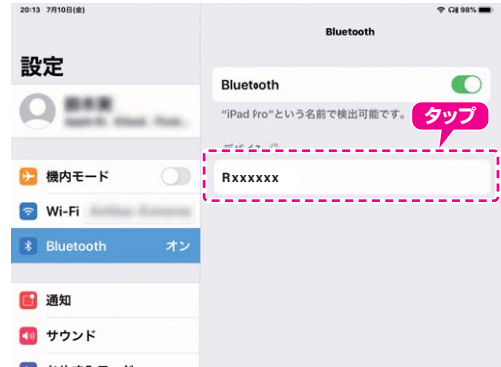 20:13 7月10日(金)
98%
設定
機内モード
Wi-Fi
Bluetooth オン
通知
サウンド
Bluetooth
Bluetooth
"iPad Pro"という名前で検出可能です。
タップ
Rxxxxxx